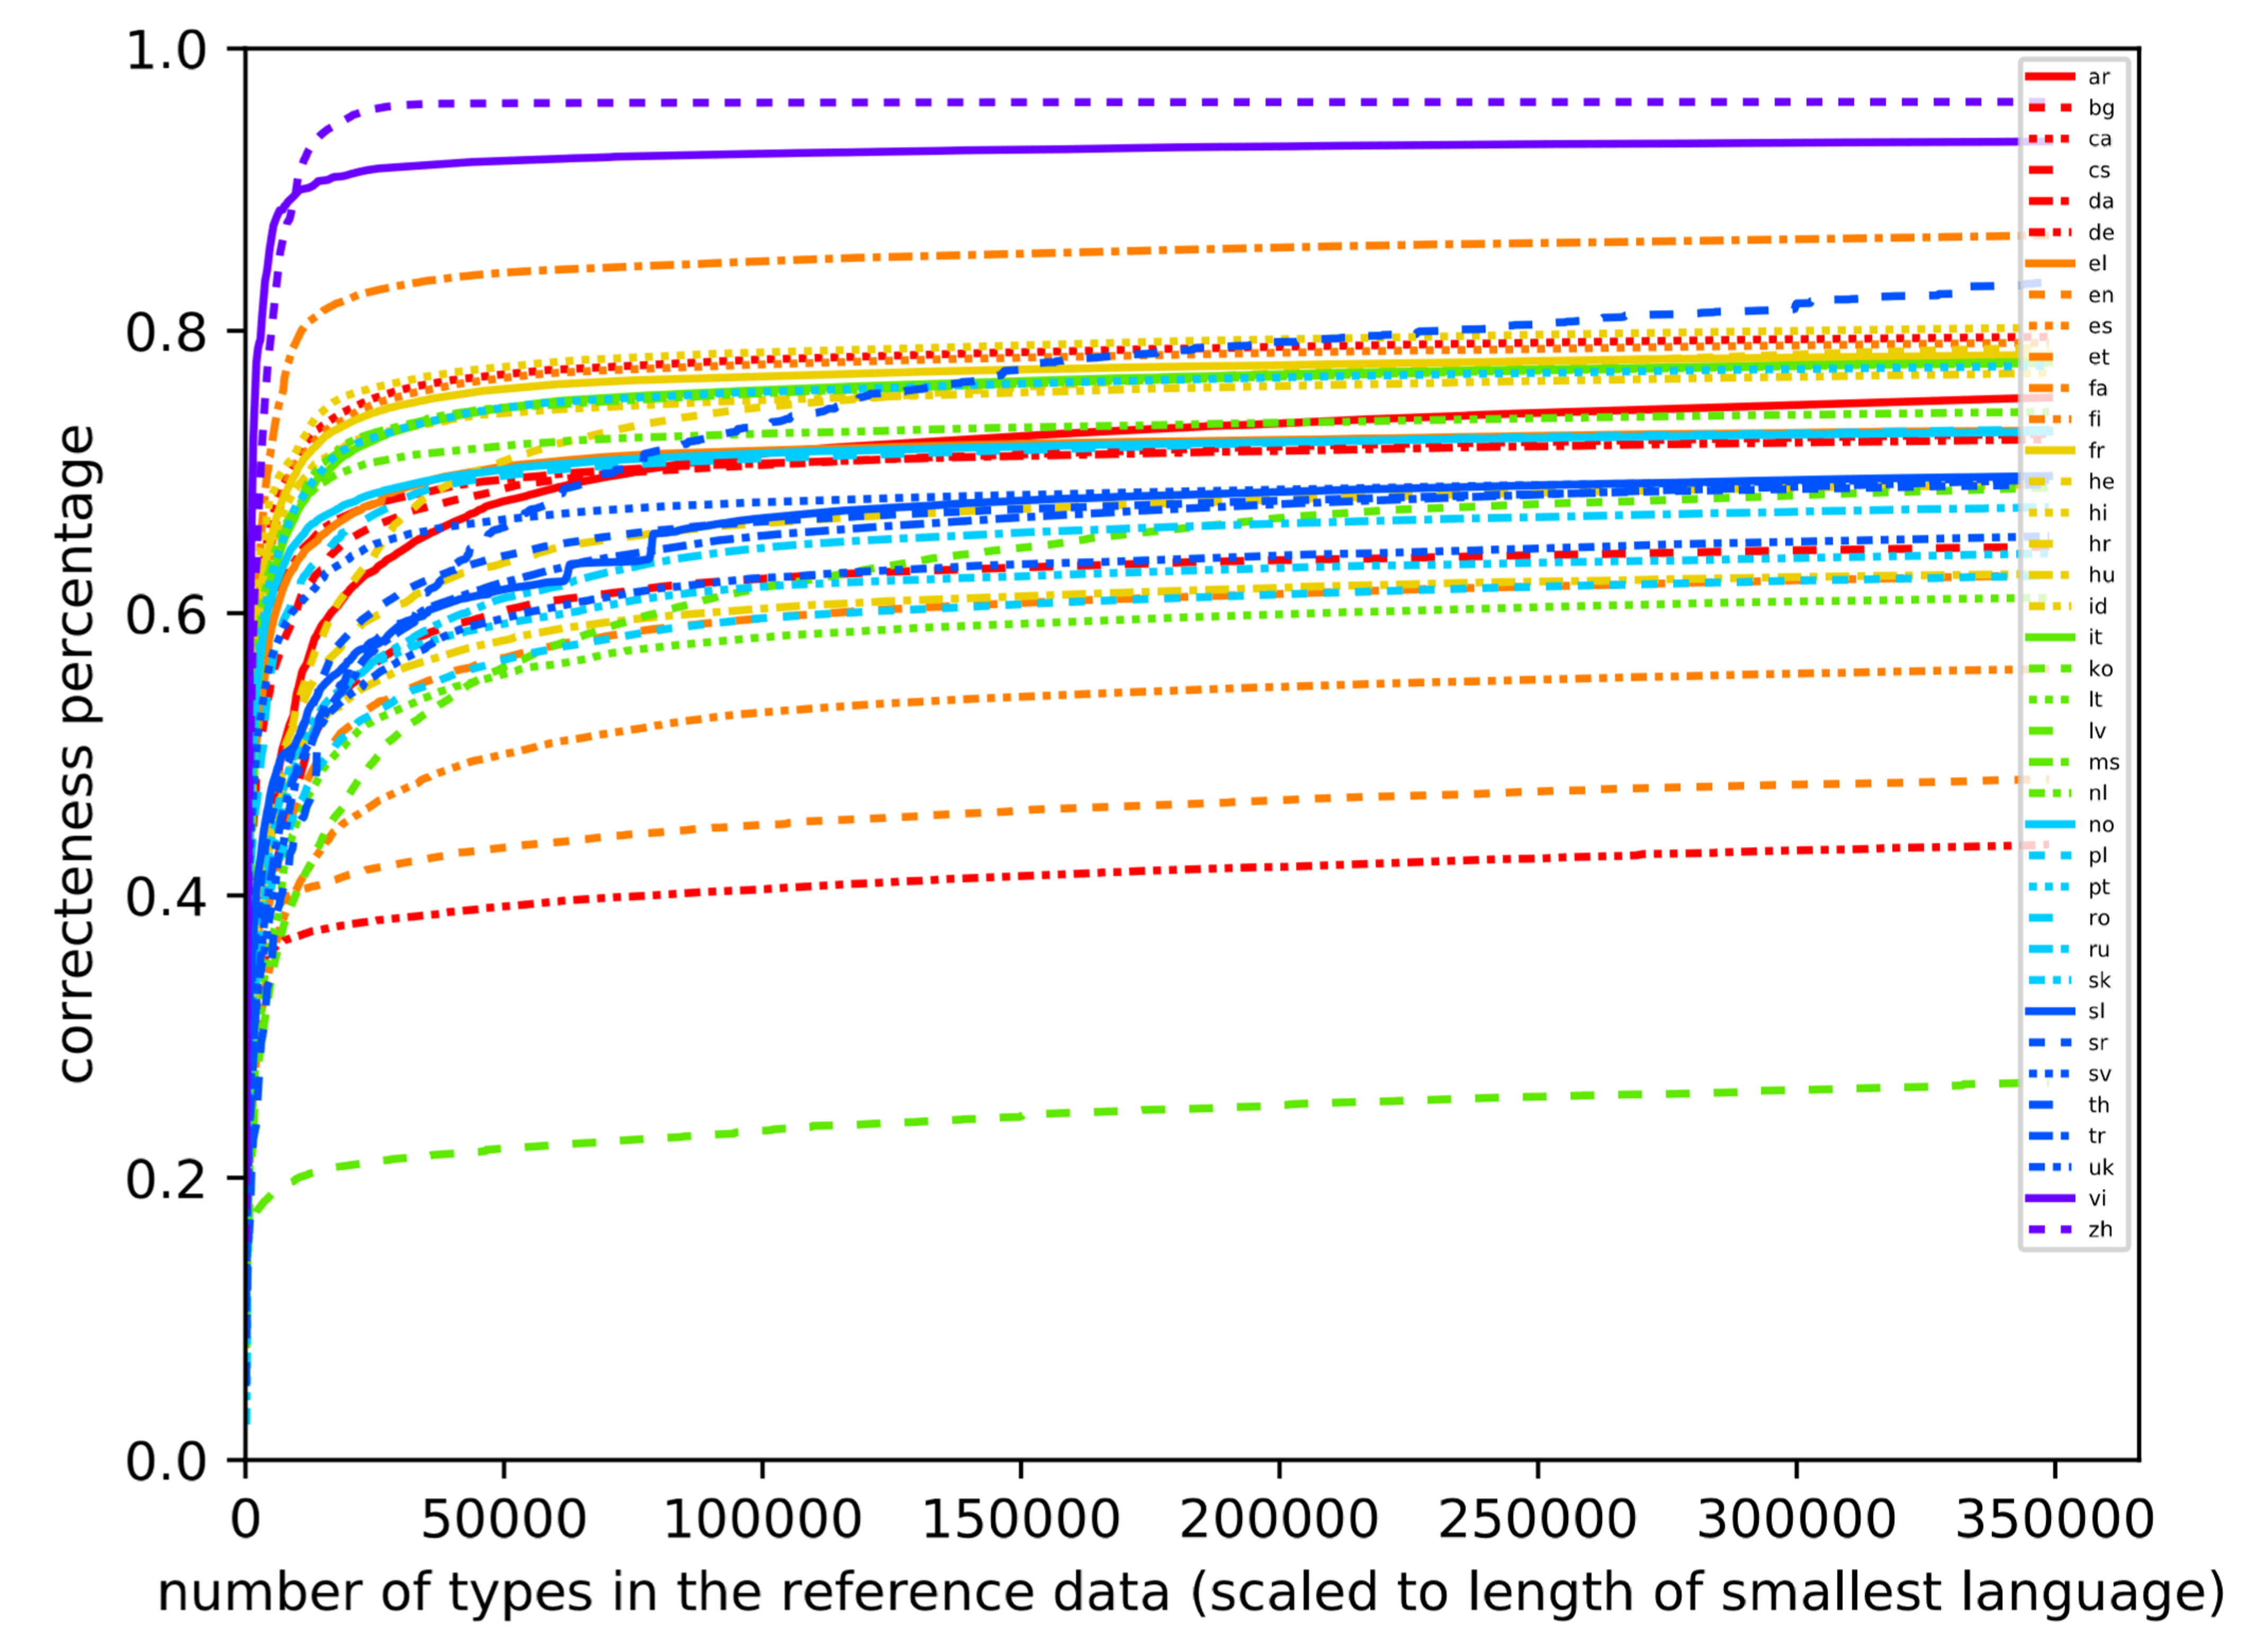 correcteness percentage
1.0
0.8
0.6
0.4
0.2
0.0
0 50000 100000 150000 200000 250000 300000 350000
number of types in the reference data (scaled to length of smallest language)
ar
bg
ca
cs
da
de
el
en
es
et
fa
fi
fr
he
hi
hr
hu
id
it
ko
lt
lv
ms
nl
no
pl
pt
ro
ru
sk
sl
sr
sv
th
tr
uk
vi
zh